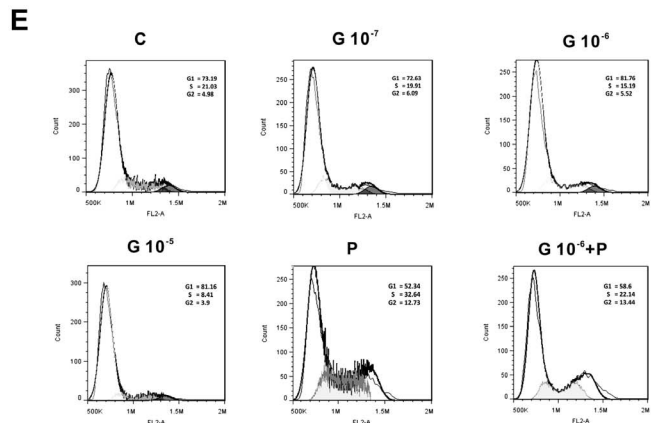 E
C
G 10⁻⁷
G 10⁻⁶
G1 = 73.19
S = 21.03
G2 = 4.98
300
200
100
0
Count
500K 1M 1.5M 2M
FL2-A
G1 = 72.63
S = 19.91
G2 = 6.09
250
200
150
100
50
0
Count
500K 1M 1.5M 2M
FL2-A
G1 = 81.76
S = 15.19
G2 = 5.52
250
200
150
100
50
0
Count
500K 1M 1.5M 2M
FL2-A
G 10⁻⁵
P
G 10⁻⁶+P
G1 = 81.16
S = 8.41
G2 = 3.9
300
200
100
0
Count
500K 1M 1.5M 2M
FL2-A
G1 = 52.34
S = 32.64
G2 = 12.73
250
200
150
100
50
0
Count
500K 1M 1.5M 2M
FL2-A
G1 = 58.6
S = 22.14
G2 = 13.44
250
200
150
100
50
0
Count
500K 1M 1.5M 2M
FL2-A